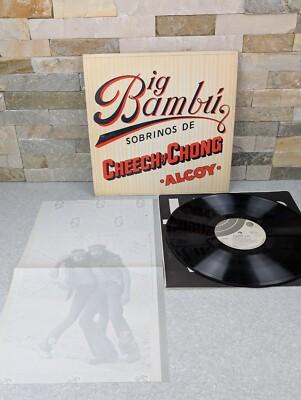 Big
Bambú
SOBRINOS DE
CHEECH y CHONG
·ALCOY·